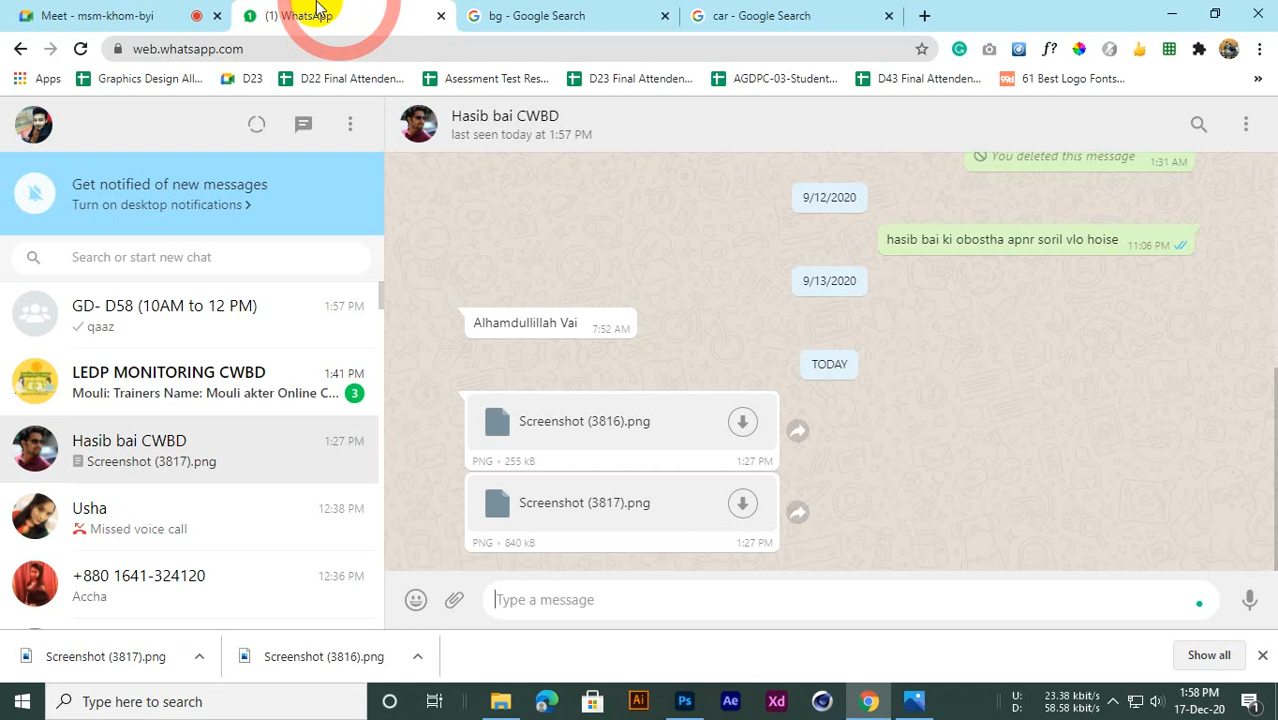 Meet - msm-khom-byi
(1) WhatsApp
bg - Google Search
car - Google Search
web.whatsapp.com
Apps
Graphics Design All...
D23
D22 Final Attenden...
Asessment Test Res...
D23 Final Attenden...
AGDPC-03-Student...
D43 Final Attenden...
61 Best Logo Fonts...
Hasib bai CWBD
last seen today at 1:57 PM
Get notified of new messages
Turn on desktop notifications >
Search or start new chat
GD- D58 (10AM to 12 PM)
1:57 PM
qaaz
LEDP MONITORING CWBD
1:41 PM
Mouli: Trainers Name: Mouli akter Online C...
3
Hasib bai CWBD
1:27 PM
Screenshot (3817).png
Usha
12:38 PM
Missed voice call
+880 1641-324120
12:36 PM
Accha
You deleted this message
1:31 AM
9/12/2020
hasib bai ki obostha apnr soril vlo hoise
11:06 PM
9/13/2020
Alhamdullillah Vai
7:52 AM
TODAY
Screenshot (3816).png
PNG • 255 kB
1:27 PM
Screenshot (3817).png
PNG • 840 kB
1:27 PM
Type a message
Screenshot (3817).png
Screenshot (3816).png
Show all
Type here to search
Ai
Ps
Ae
Xd
U: 23.38 kbit/s
D: 58.58 kbit/s
1:58 PM
17-Dec-20
1